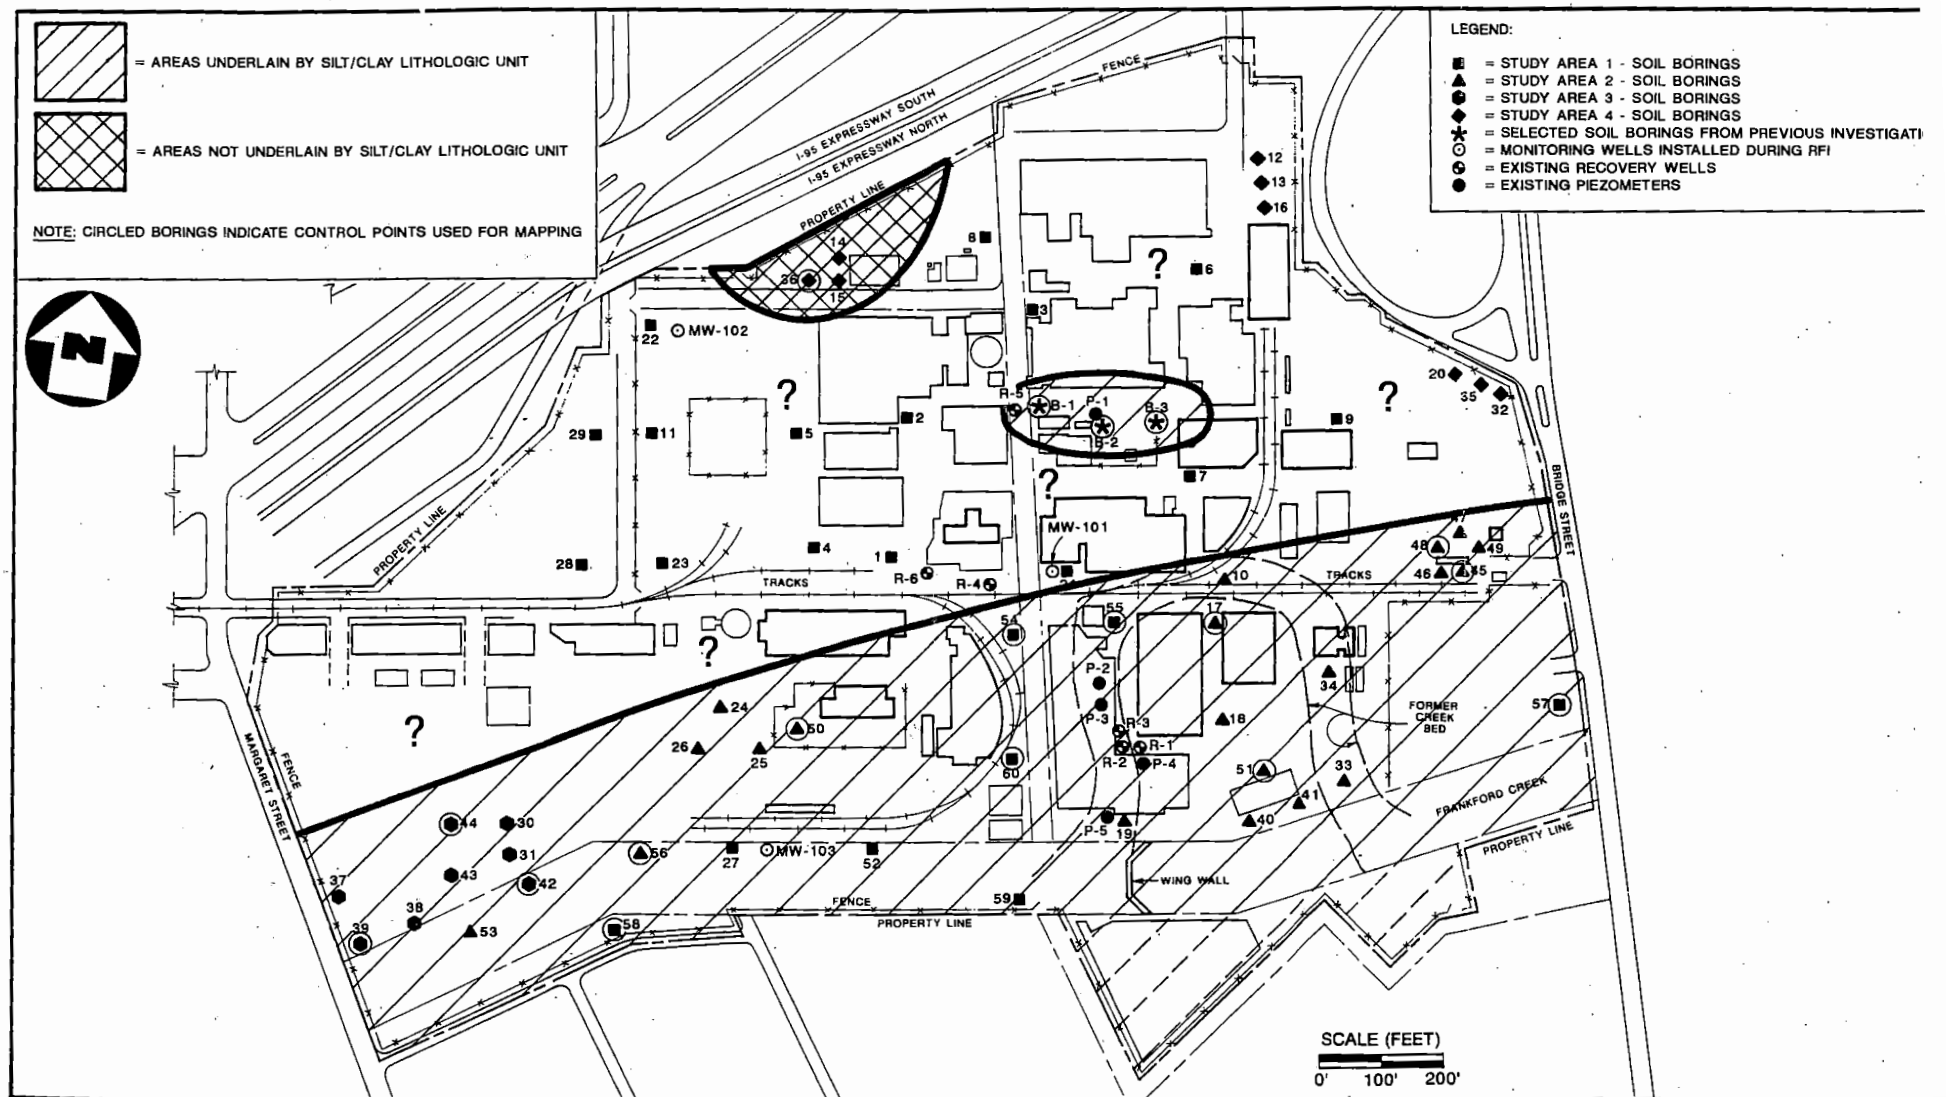 = AREAS UNDERLAIN BY SILT/CLAY LITHOLOGIC UNIT
= AREAS NOT UNDERLAIN BY SILT/CLAY LITHOLOGIC UNIT
NOTE: CIRCLED BORINGS INDICATE CONTROL POINTS USED FOR MAPPING
LEGEND:
= STUDY AREA 1 - SOIL BORINGS
= STUDY AREA 2 - SOIL BORINGS
= STUDY AREA 3 - SOIL BORINGS
= STUDY AREA 4 - SOIL BORINGS
= SELECTED SOIL BORINGS FROM PREVIOUS INVESTIGATI
= MONITORING WELLS INSTALLED DURING RFI
= EXISTING RECOVERY WELLS
= EXISTING PIEZOMETERS
N
I-95 EXPRESSWAY SOUTH
I-95 EXPRESSWAY NORTH
FENCE
PROPERTY LINE
12
13
16
14
36
15
8
6
3
?
22
MW-102
?
20
35
32
?
R-5
B-1
P-1
B-2
B-3
2
9
29
11
5
7
?
BRIDGE STREET
PROPERTY LINE
MW-101
47
48
49
46
45
28
23
4
1
R-6
R-4
10
TRACKS
TRACKS
54
55
17
?
P-2
P-3
34
FORMER
CREEK
BED
57
24
26
25
50
R-3
18
R-2
R-1
P-4
60
51
33
41
40
?
MARGARET STREET
FENCE
FRANKFORD CREEK
PROPERTY LINE
44
30
31
43
42
56
27
MW-103
52
P-5
19
WING WALL
37
38
39
53
58
59
FENCE
PROPERTY LINE
SCALE (FEET)
0' 100' 200'